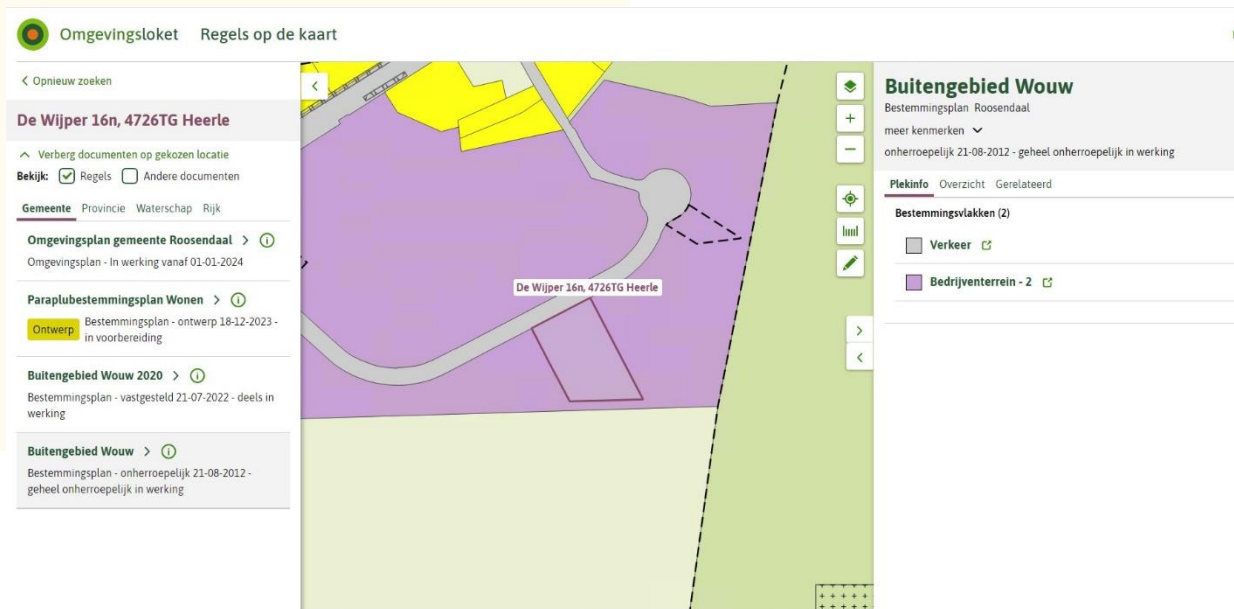 Omgevingsloket Regels op de kaart
Opnieuw zoeken
De Wijper 16n, 4726TG Heerle
Verberg documenten op gekozen locatie
Bekijk: Regels Andere documenten
Gemeente Provincie Waterschap Rijk
Omgevingsplan gemeente Roosendaal
Omgevingsplan - In werking vanaf 01-01-2024
Paraplubestemmingsplan Wonen
Ontwerp
Bestemmingsplan - ontwerp 18-12-2023 -
in voorbereiding
Buitengebied Wouw 2020
Bestemmingsplan - vastgesteld 21-07-2022 - deels in
werking
Buitengebied Wouw
Bestemmingsplan - onherroepelijk 21-08-2012 -
geheel onherroepelijk in werking
De Wijper 16n, 4726TG Heerle
Buitengebied Wouw
Bestemmingsplan Roosendaal
meer kenmerken
onherroepelijk 21-08-2012 - geheel onherroepelijk in werking
Plekinfo Overzicht Gerelateerd
Bestemmingsvlakken (2)
Verkeer
Bedrijventerrein - 2